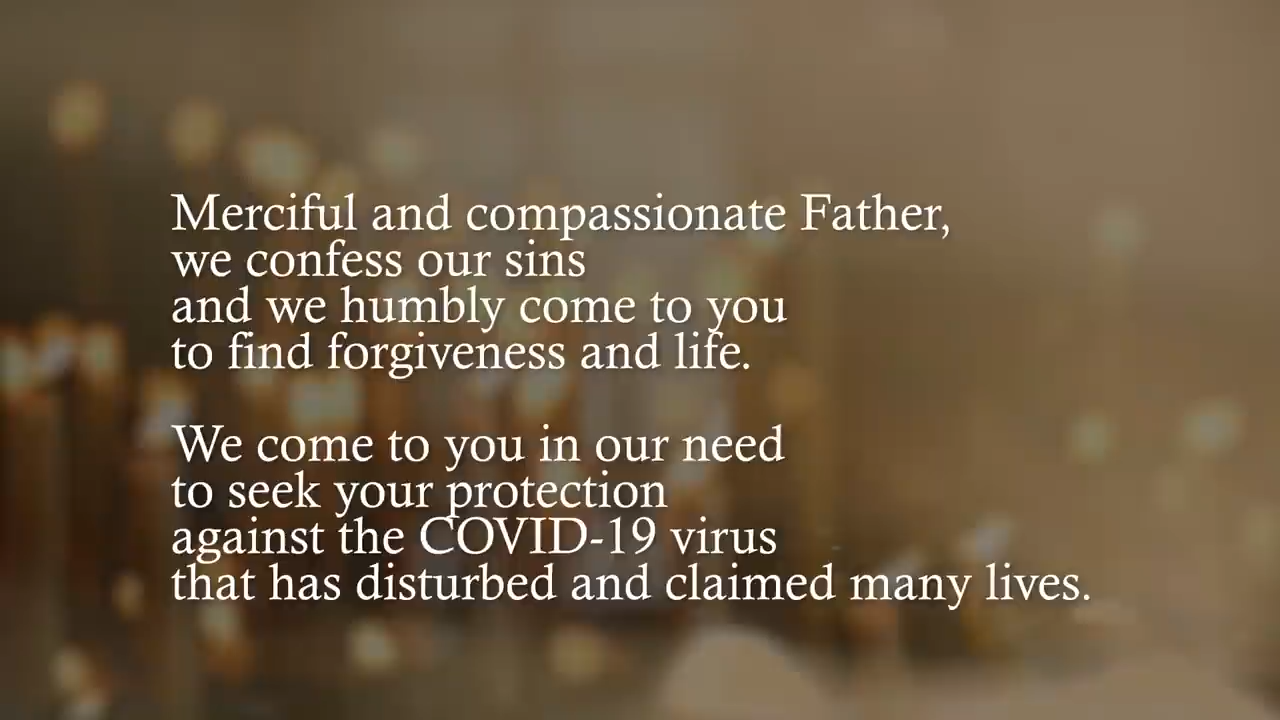 Merciful and compassionate Father,
we confess our sins
and we humbly come to you
to find forgiveness and life.
We come to you in our need
to seek your protection
against the COVID-19 virus
that has disturbed and claimed many lives.